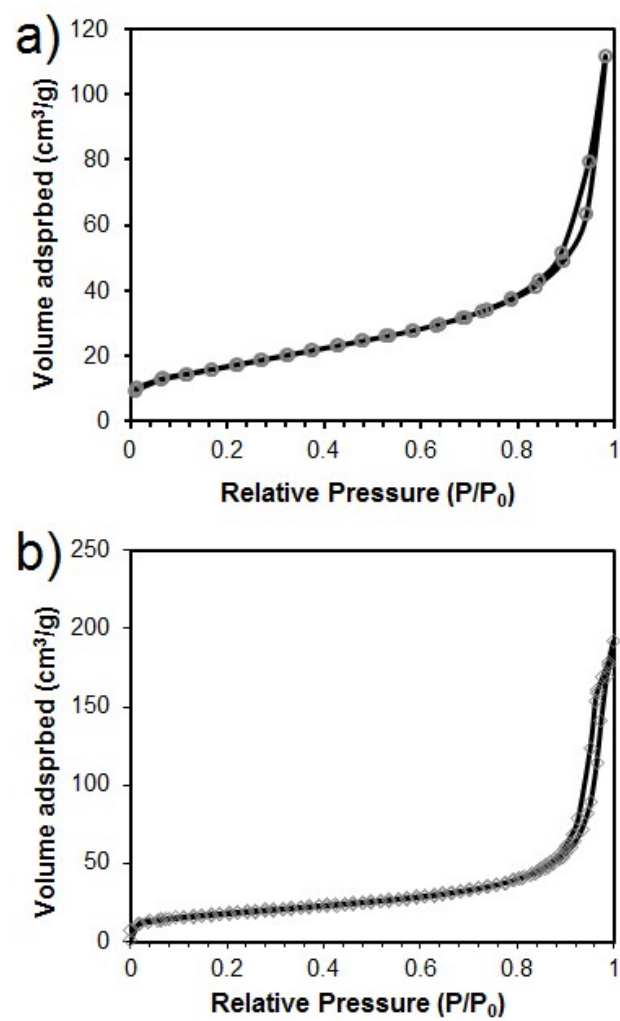 a)
120
100
80
60
40
20
0
Volume adsprbed (cm³/g)
0 0.2 0.4 0.6 0.8 1
Relative Pressure (P/P₀)
b)
250
200
150
100
50
0
Volume adsprbed (cm³/g)
0 0.2 0.4 0.6 0.8 1
Relative Pressure (P/P₀)